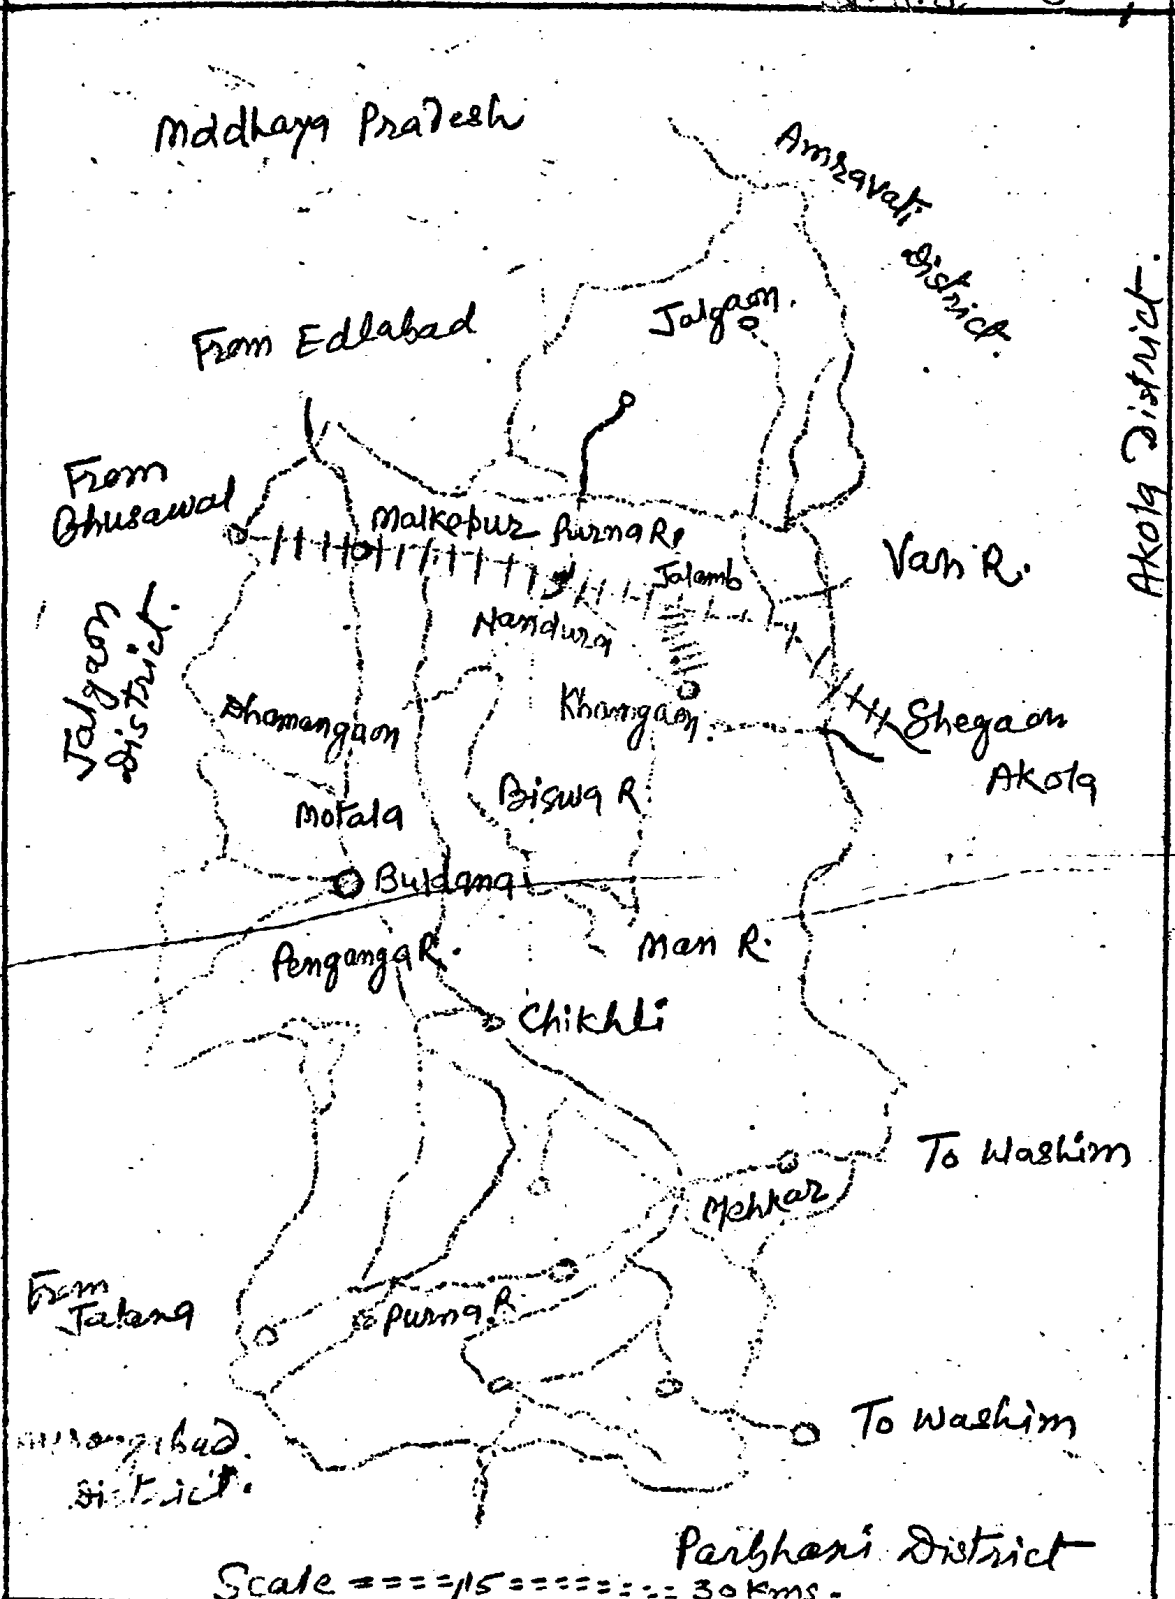 Mddhaya Pradesh
Amravati
District.
Akola District.
Jalgaon.
From Edlabad
From
Bhusawal
Malkapur Purna R.
Van R.
Jalamb
Nandura
Jalgaon
District.
Dhamangaon
Khamgaon
Shegaon
Akola
Motala
Biswa R
Buldana
Penganga R.
Man R.
Chikhli
To Washim
Mehkar
From
Jalana
Purna R.
To Washim
District.
Parbhani District
Scale 15 30 Kms.